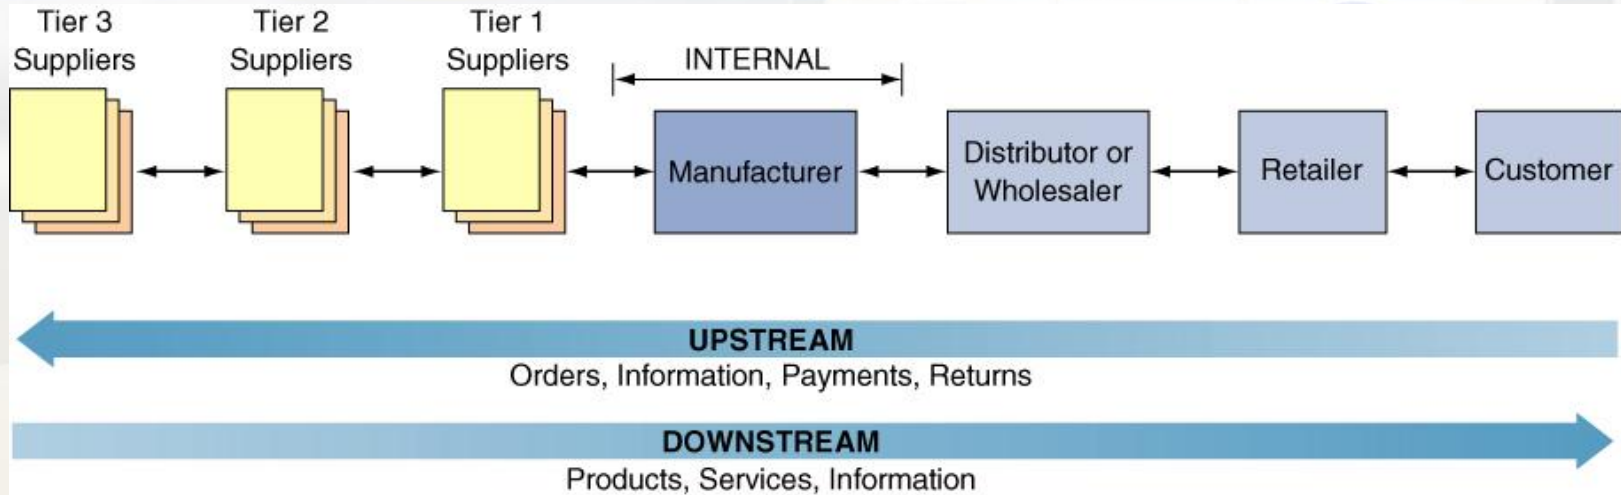 Tier 3
Suppliers
Tier 2
Suppliers
Tier 1
Suppliers
INTERNAL
Manufacturer
Distributor or
Wholesaler
Retailer
Customer
UPSTREAM
Orders, Information, Payments, Returns
DOWNSTREAM
Products, Services, Information